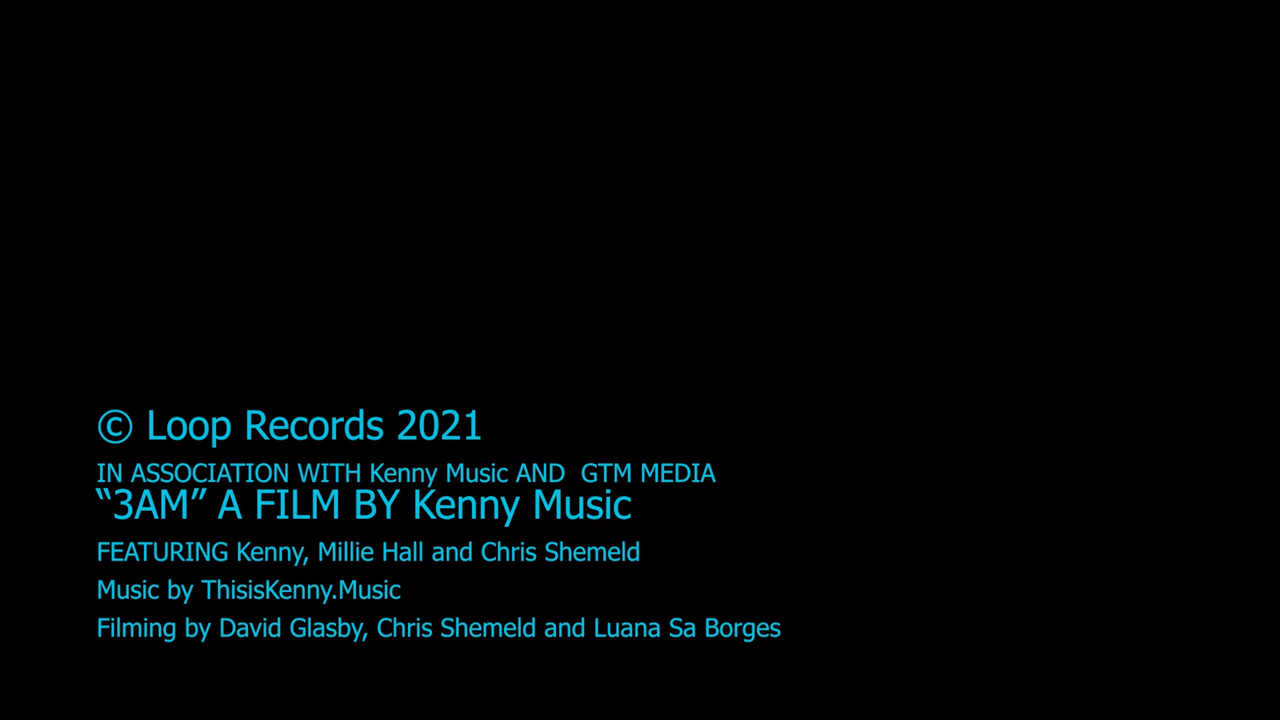 © Loop Records 2021
IN ASSOCIATION WITH Kenny Music AND  GTM MEDIA
“3AM” A FILM BY Kenny Music
FEATURING Kenny, Millie Hall and Chris Shemeld
Music by ThisisKenny.Music
Filming by David Glasby, Chris Shemeld and Luana Sa Borges